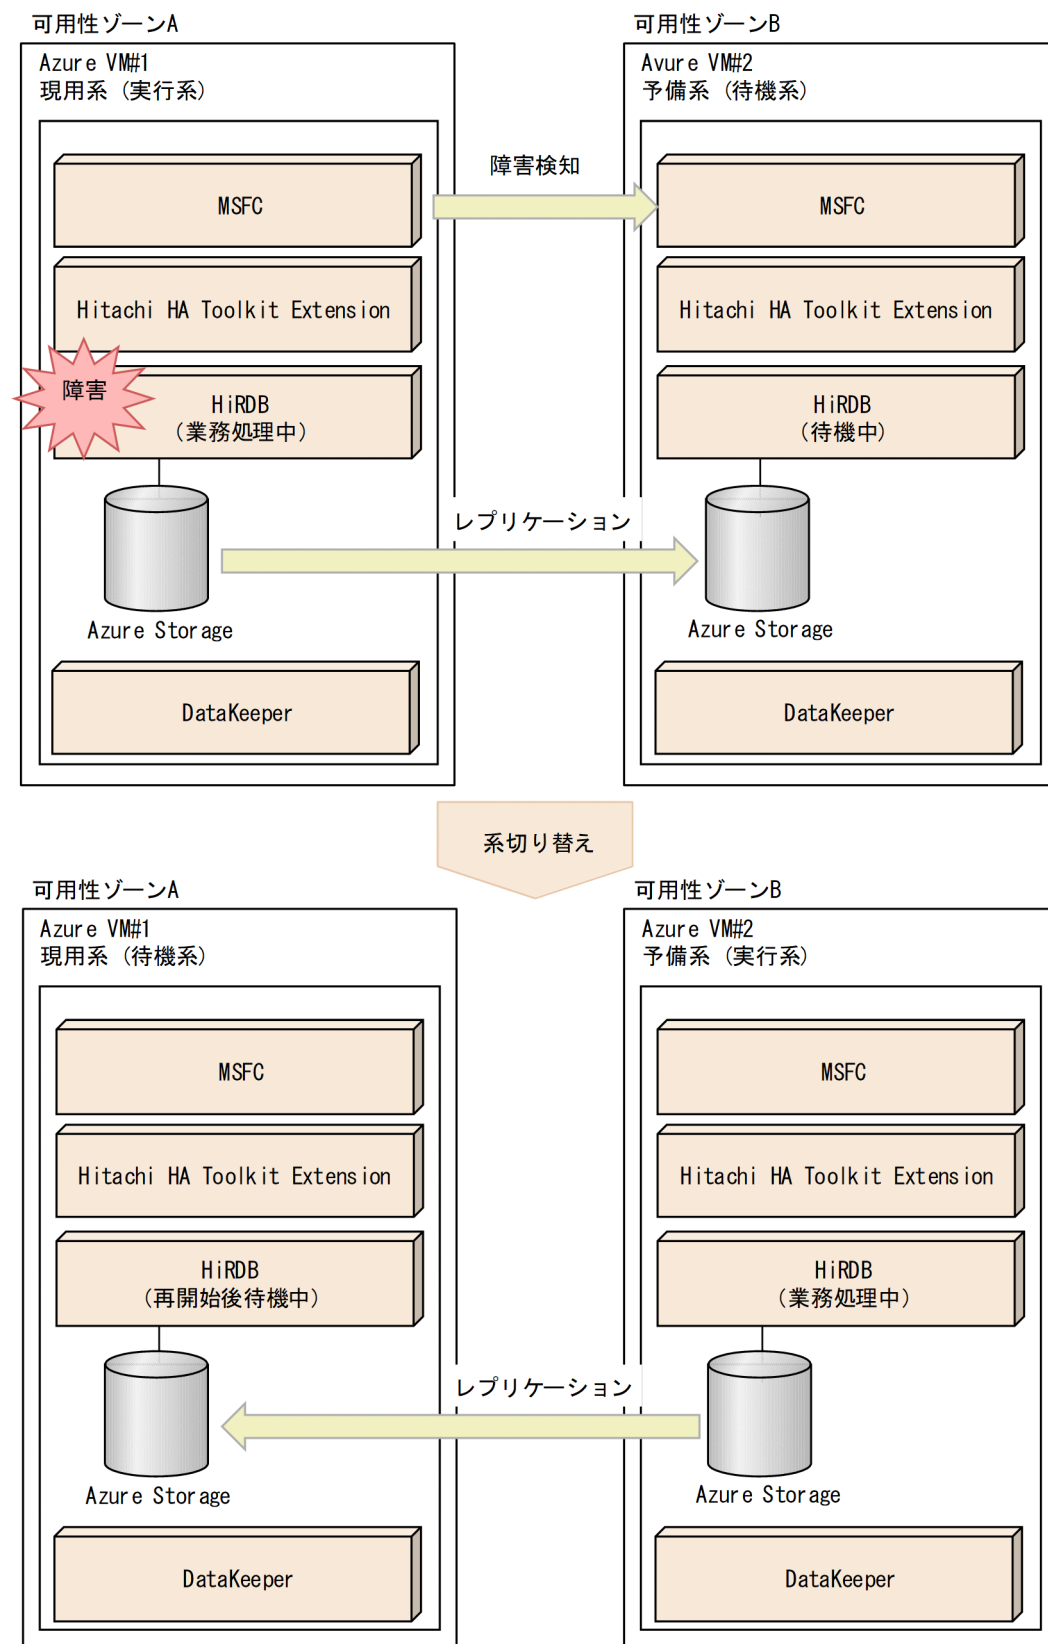 可用性ゾーンA
可用性ゾーンB
Azure VM#1
現用系（実行系）
Avure VM#2
予備系（待機系）
障害検知
MSFC
MSFC
Hitachi HA Toolkit Extension
Hitachi HA Toolkit Extension
障害
HiRDB
（業務処理中）
HiRDB
（待機中）
レプリケーション
Azure Storage
Azure Storage
DataKeeper
DataKeeper
系切り替え
可用性ゾーンA
可用性ゾーンB
Azure VM#1
現用系（待機系）
Azure VM#2
予備系（実行系）
MSFC
MSFC
Hitachi HA Toolkit Extension
Hitachi HA Toolkit Extension
HiRDB
（再開始後待機中）
HiRDB
（業務処理中）
レプリケーション
Azure Storage
Azure Storage
DataKeeper
DataKeeper